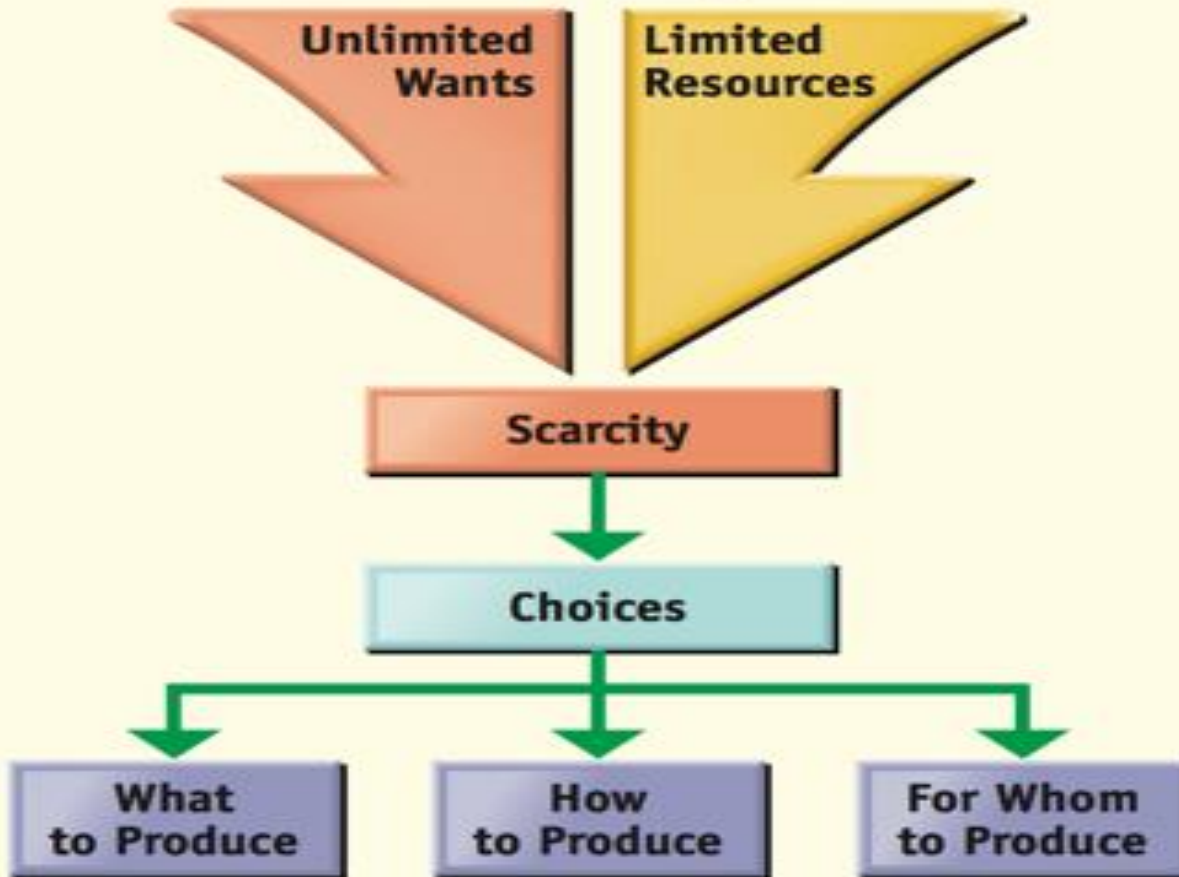 Unlimited
Wants
Limited
Resources
Scarcity
Choices
What
to Produce
How
to Produce
For Whom
to Produce